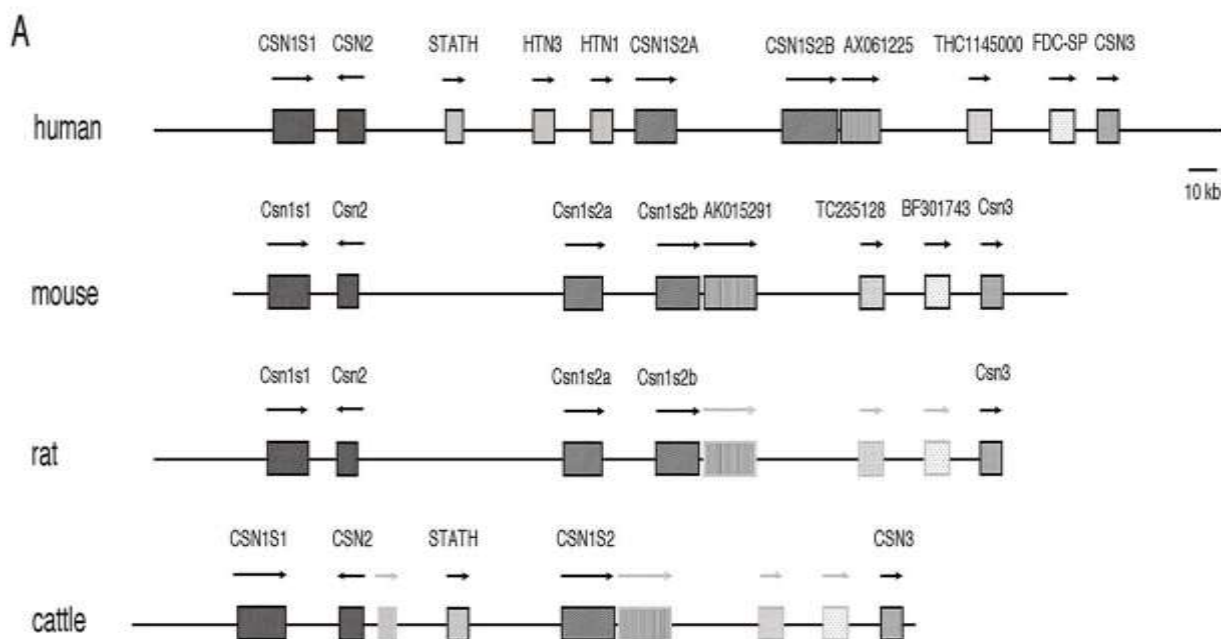 A
CSN1S1 CSN2 STATH HTN3 HTN1 CSN1S2A CSN1S2B AX061225 THC1145000 FDC-SP CSN3
human
10 kb
Csn1s1 Csn2 Csn1s2a Csn1s2b AK015291 TC235128 BF301743 Csn3
mouse
Csn1s1 Csn2 Csn1s2a Csn1s2b Csn3
rat
CSN1S1 CSN2 STATH CSN1S2 CSN3
cattle